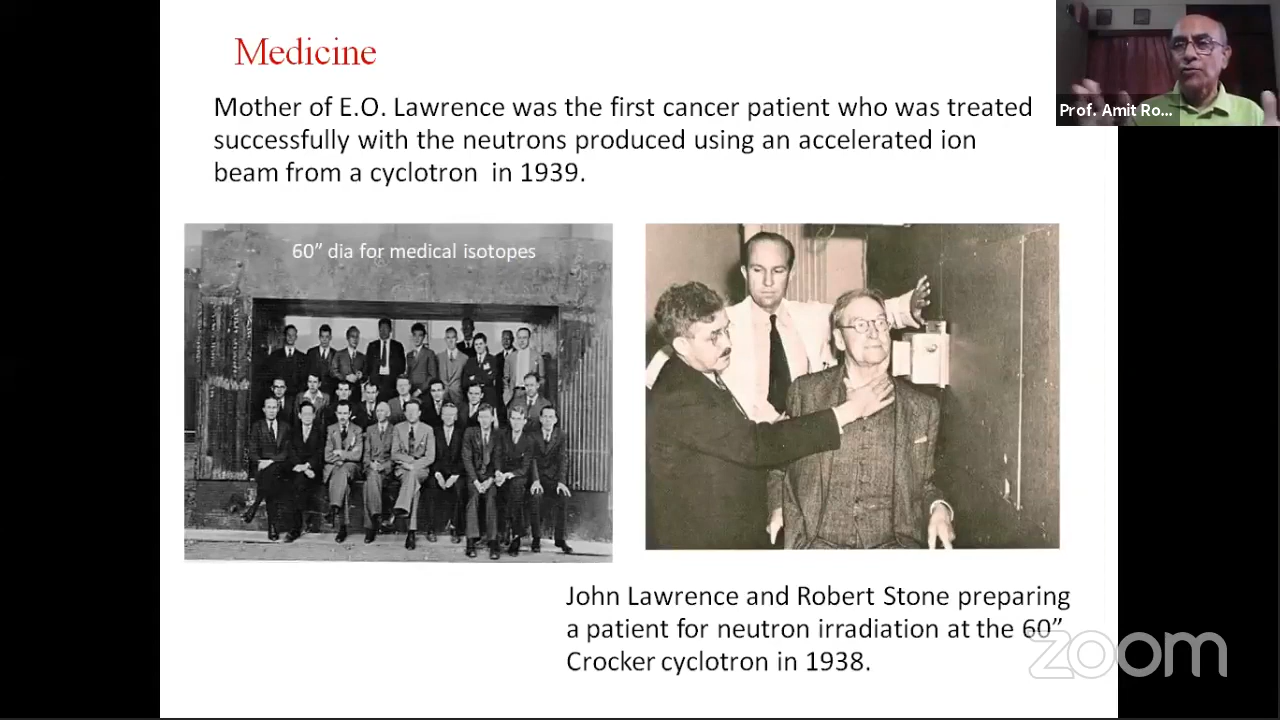 Medicine
Mother of E.O. Lawrence was the first cancer patient who was treated
successfully with the neutrons produced using an accelerated ion
beam from a cyclotron in 1939.
Prof. Amit Ro...
60” dia for medical isotopes
John Lawrence and Robert Stone preparing
a patient for neutron irradiation at the 60”
Crocker cyclotron in 1938.
zoom